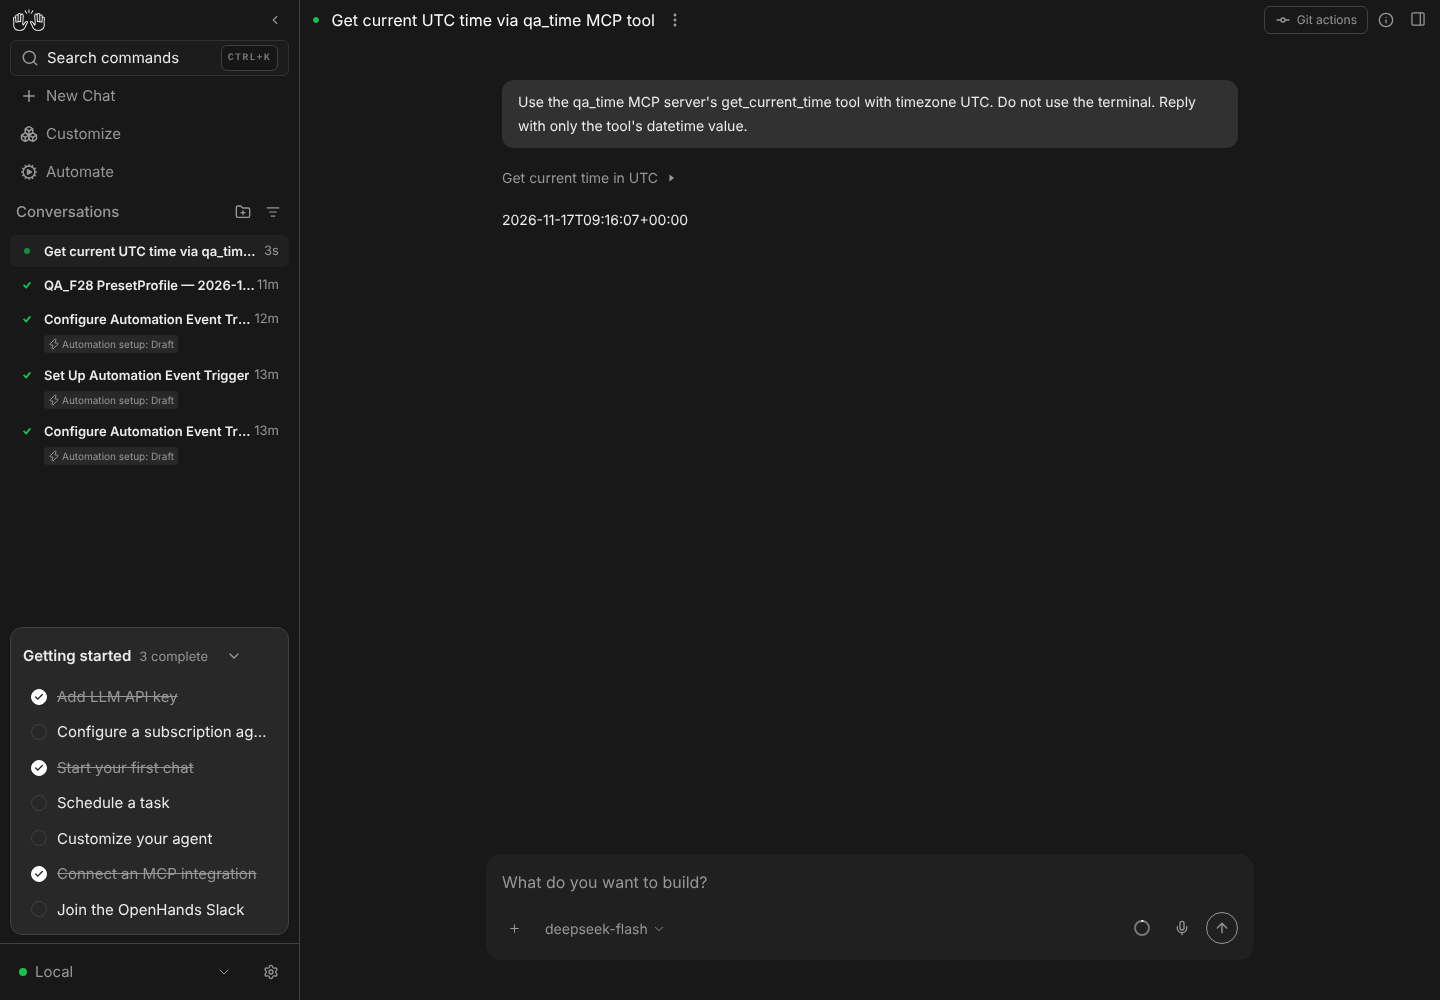 Search commands
CTRL+K
New Chat
Customize
Automate
Conversations
Get current UTC time via qa_tim... 3s
QA_F28 PresetProfile — 2026-1... 11m
Configure Automation Event Tr... 12m
Automation setup: Draft
Set Up Automation Event Trigger 13m
Automation setup: Draft
Configure Automation Event Tr... 13m
Automation setup: Draft
Getting started 3 complete
Add LLM API key
Configure a subscription ag...
Start your first chat
Schedule a task
Customize your agent
Connect an MCP integration
Join the OpenHands Slack
Local
Get current UTC time via qa_time MCP tool
Git actions
Use the qa_time MCP server's get_current_time tool with timezone UTC. Do not use the terminal. Reply
with only the tool's datetime value.
Get current time in UTC
2026-11-17T09:16:07+00:00
What do you want to build?
deepseek-flash